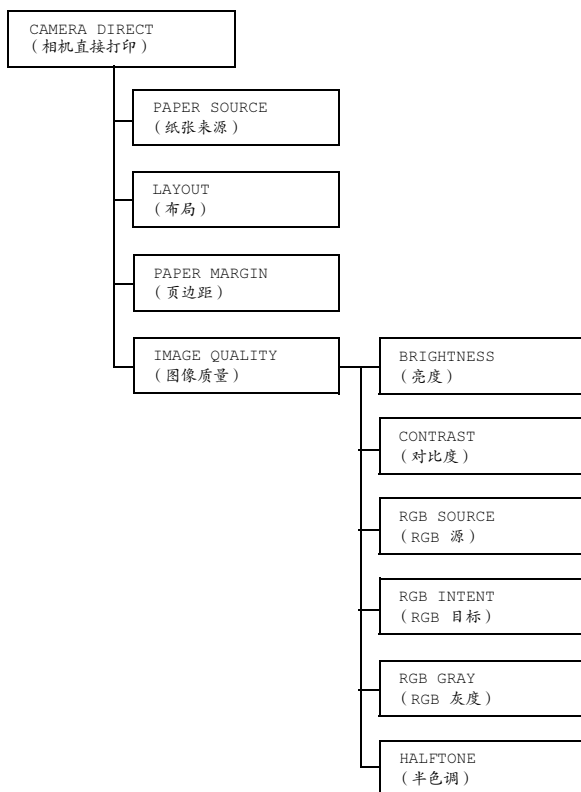 CAMERA DIRECT
（相机直接打印）
PAPER SOURCE
（纸张来源）
LAYOUT
（布局）
PAPER MARGIN
（页边距）
IMAGE QUALITY
（图像质量）
BRIGHTNESS
（亮度）
CONTRAST
（对比度）
RGB SOURCE
（RGB 源）
RGB INTENT
（RGB 目标）
RGB GRAY
（RGB 灰度）
HALFTONE
（半色调）